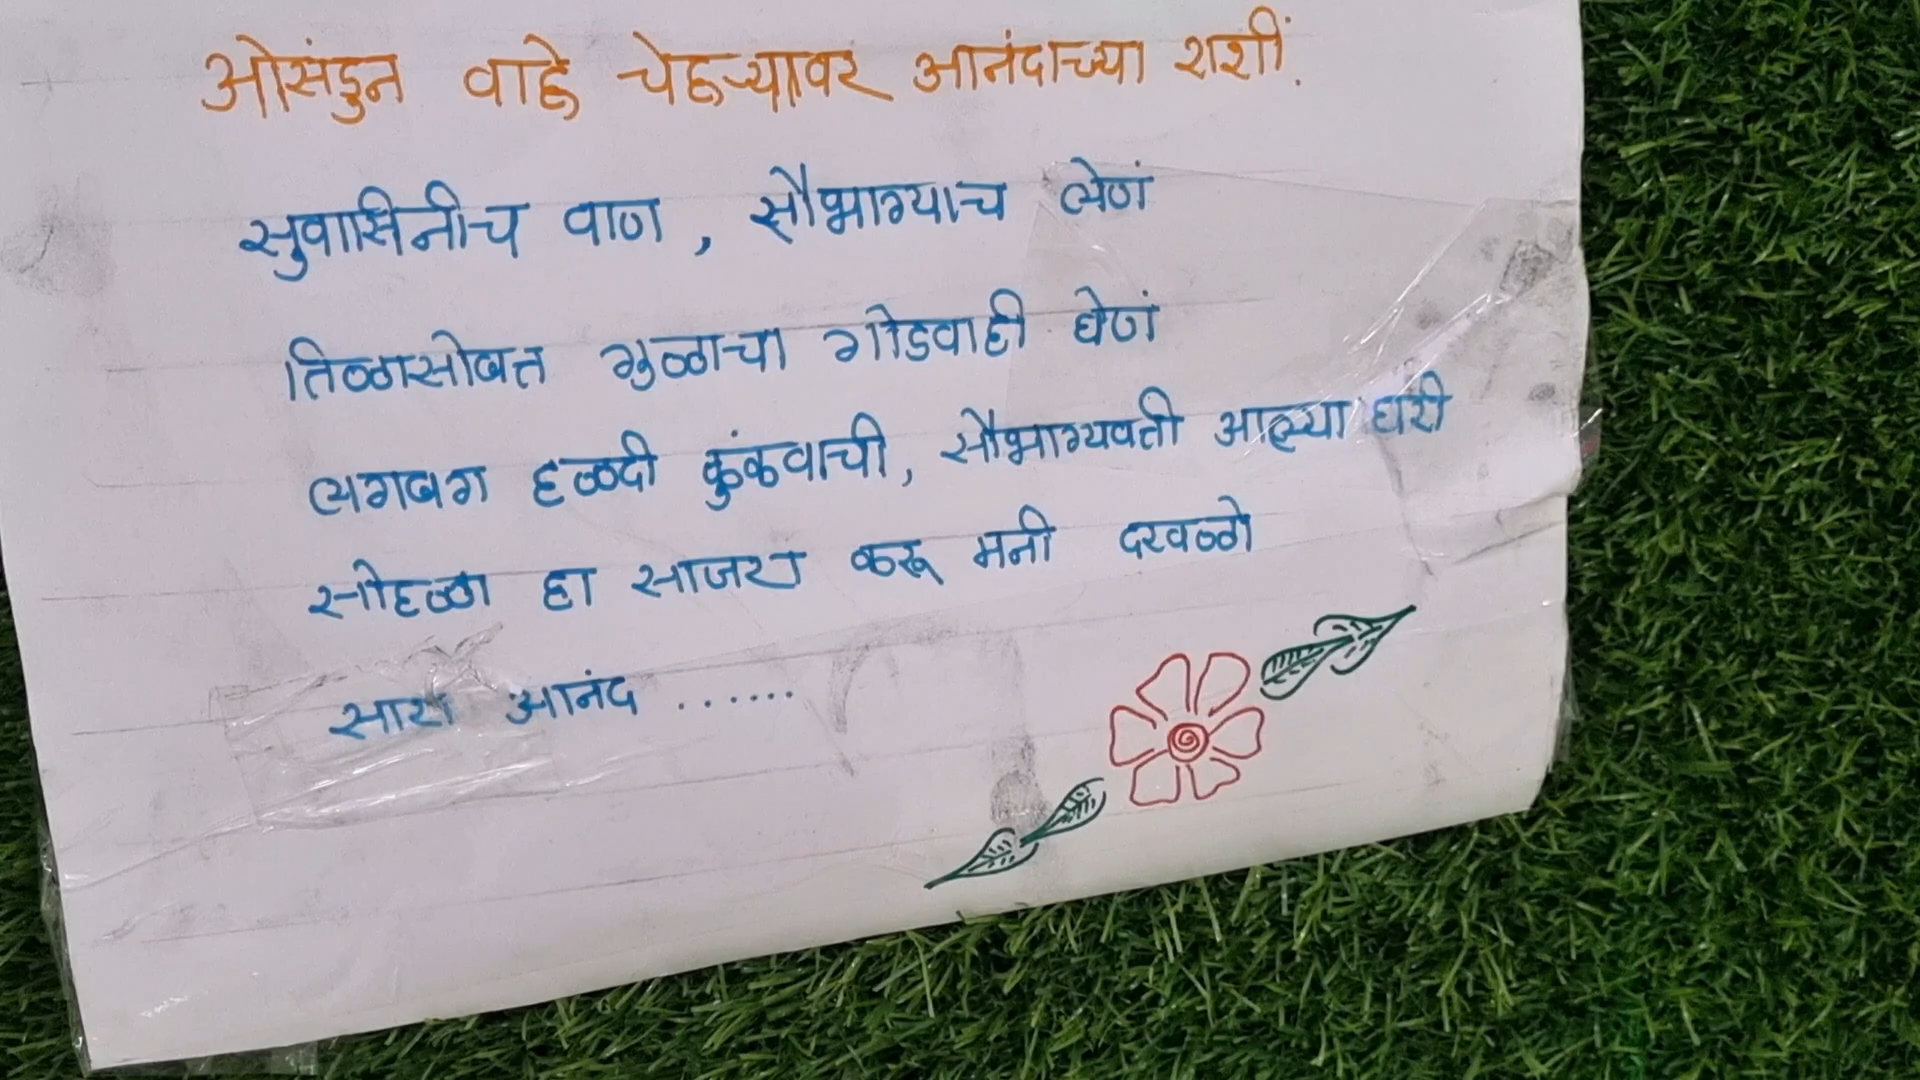 ओसंडुन वाहे चेहऱ्यावर आनंदाच्या राशीं.
सुवासिनीच वाण , सौभाग्याच लेणं
तिळासोबत गुळाचा गोडवाही घेणं
लगबग हळदी कुंकवाची, सौभाग्यवती आल्या घरी
सोहळा हा साजरा करू मनी दरवळो
सारा आनंद ......